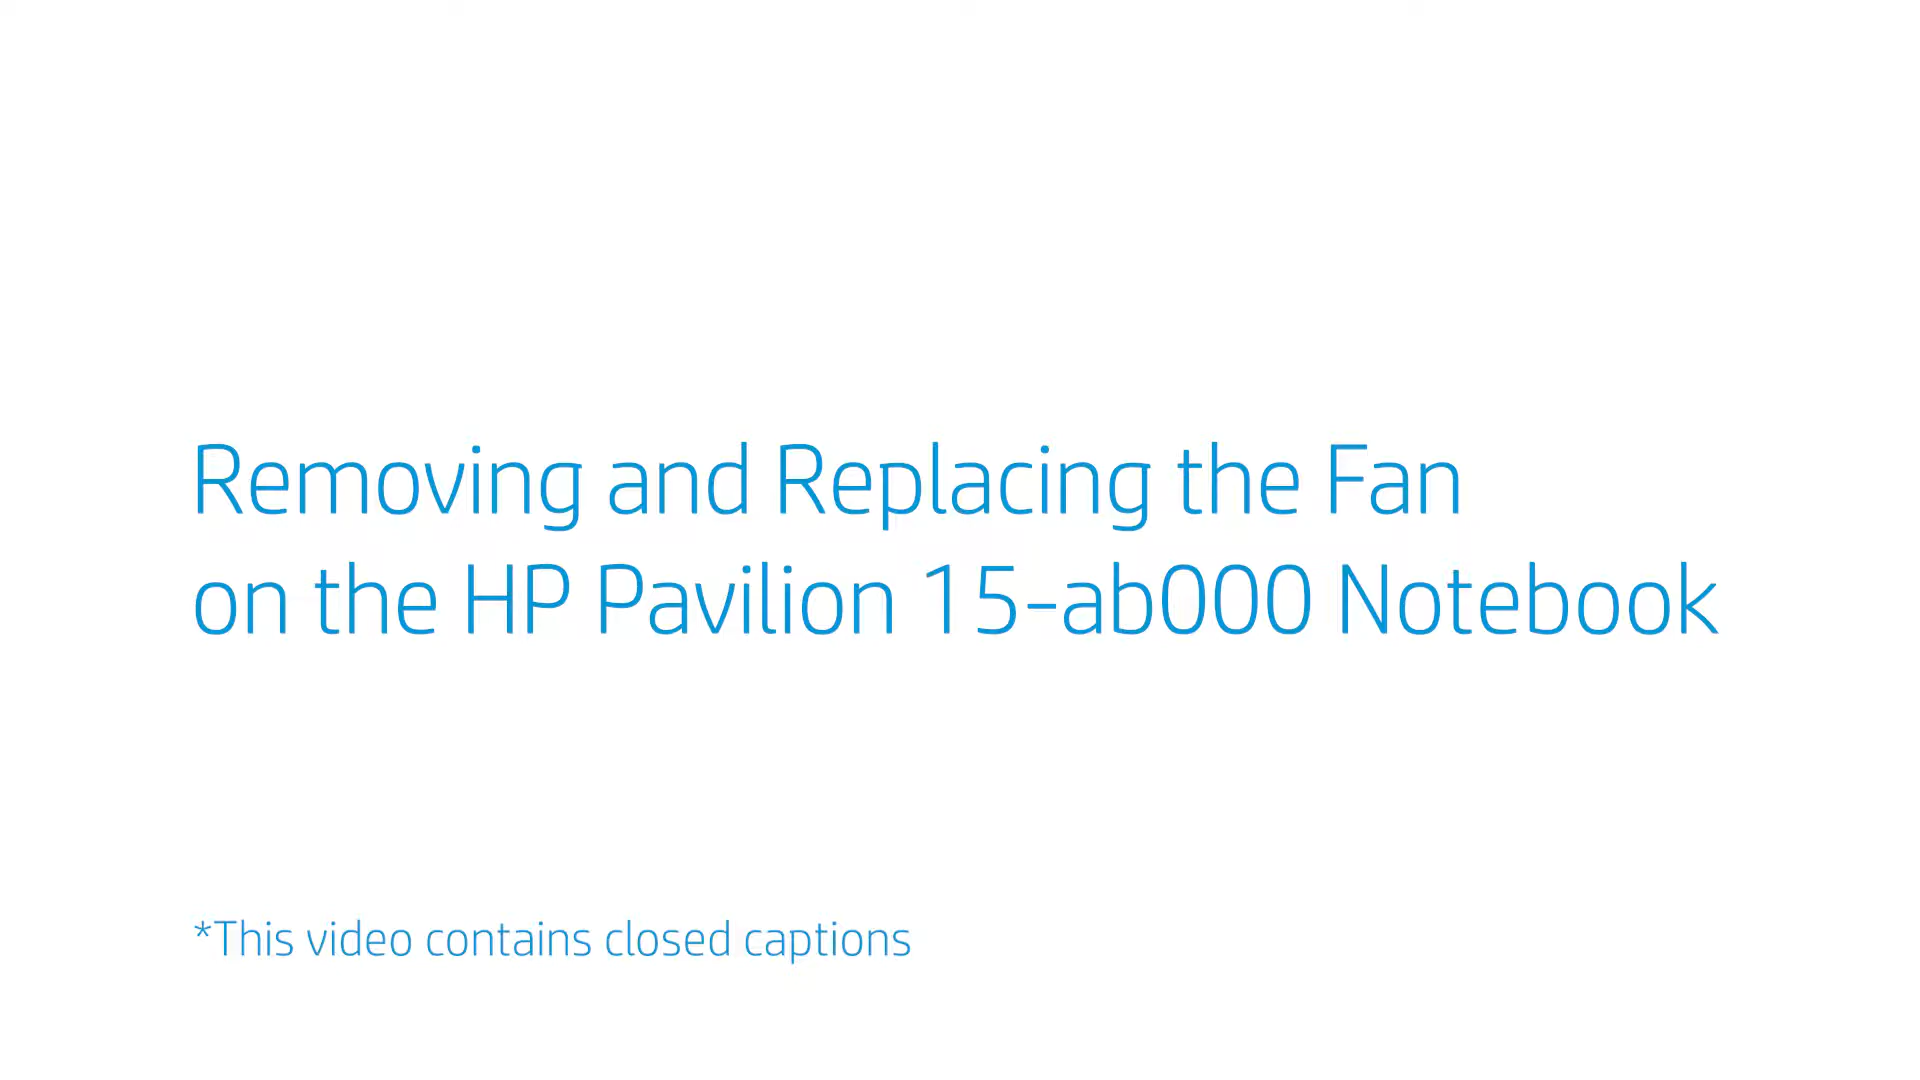 Removing and Replacing the Fan
on the HP Pavilion 15-ab000 Notebook
*This video contains closed captions